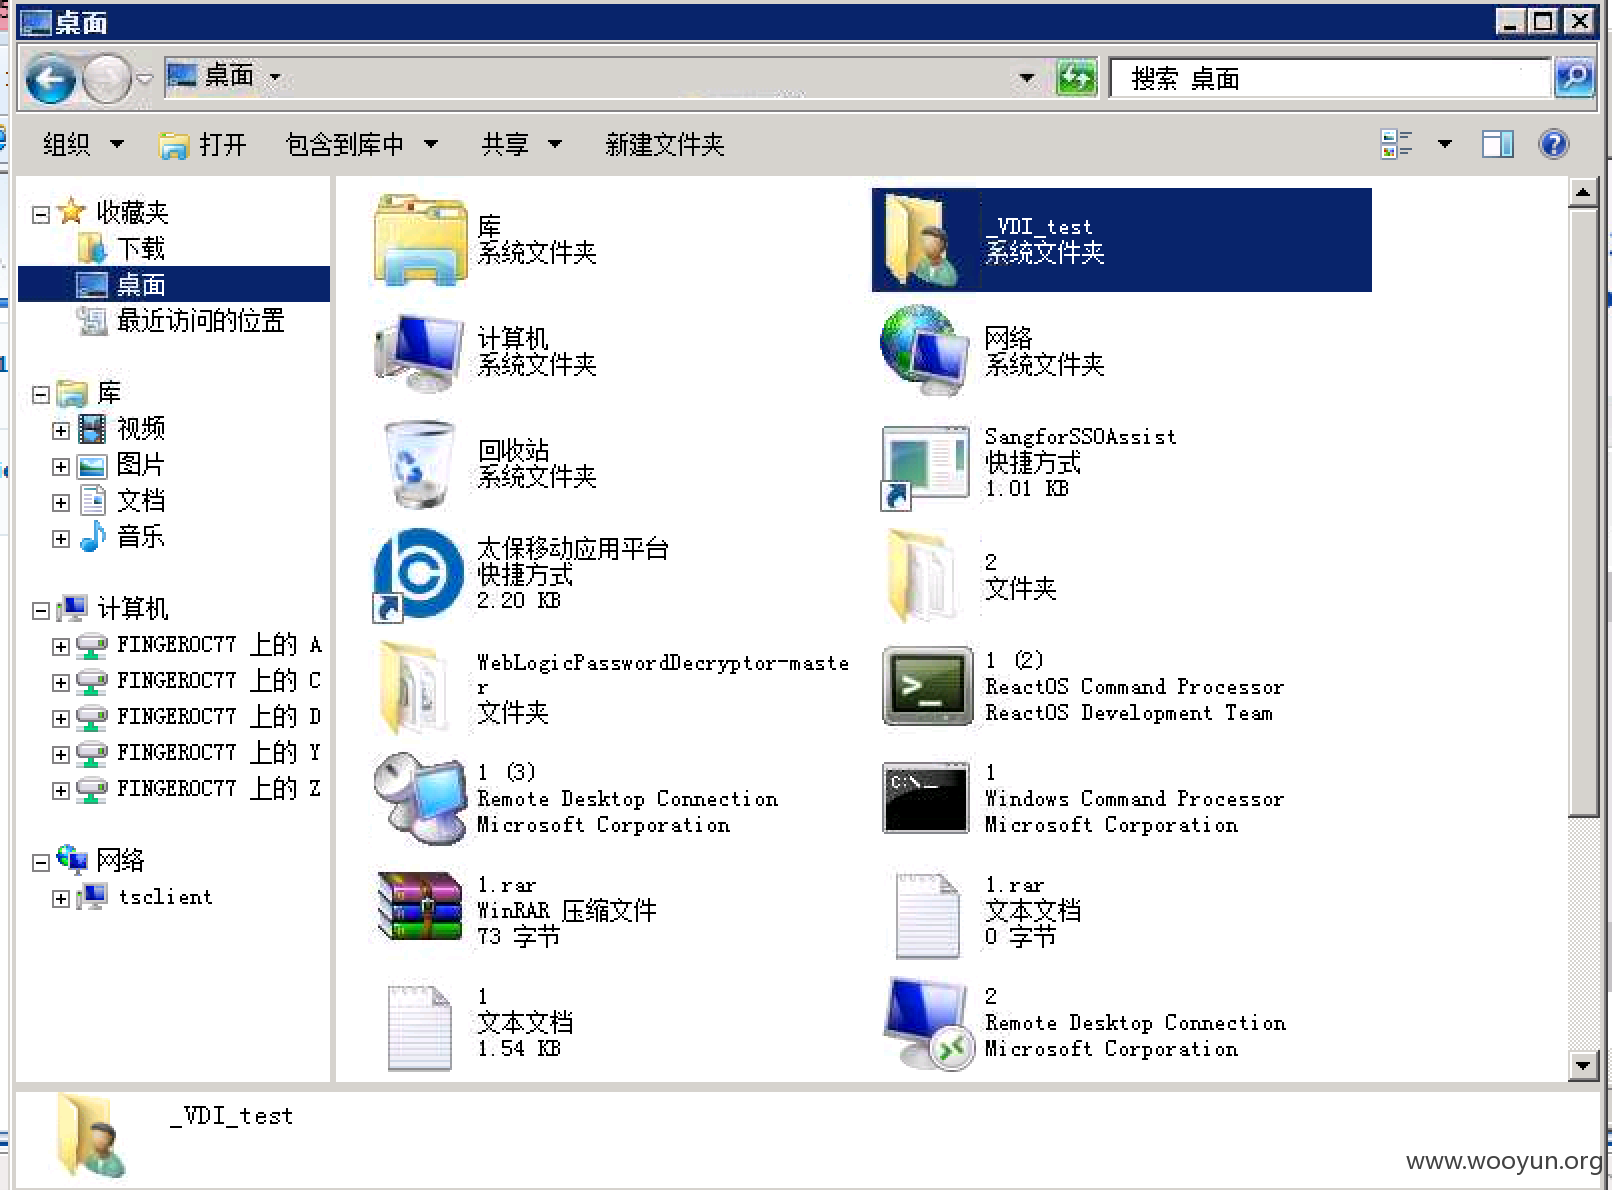 桌面
桌面
搜索 桌面
组织
打开
包含到库中
共享
新建文件夹
收藏夹
下载
桌面
最近访问的位置
库
视频
图片
文档
音乐
计算机
FINGEROC77 上的 A
FINGEROC77 上的 C
FINGEROC77 上的 D
FINGEROC77 上的 Y
FINGEROC77 上的 Z
网络
tsclient
库
系统文件夹
_VDI_test
系统文件夹
计算机
系统文件夹
网络
系统文件夹
回收站
系统文件夹
SangforSSOAssist
快捷方式
1.01 KB
太保移动应用平台
快捷方式
2.20 KB
2
文件夹
WebLogicPasswordDecryptor-maste
r
文件夹
1 (2)
ReactOS Command Processor
ReactOS Development Team
1 (3)
Remote Desktop Connection
Microsoft Corporation
C:\_
1
Windows Command Processor
Microsoft Corporation
1.rar
WinRAR 压缩文件
73 字节
1.rar
文本文档
0 字节
1
文本文档
1.54 KB
2
Remote Desktop Connection
Microsoft Corporation
_VDI_test
www.wooyun.org